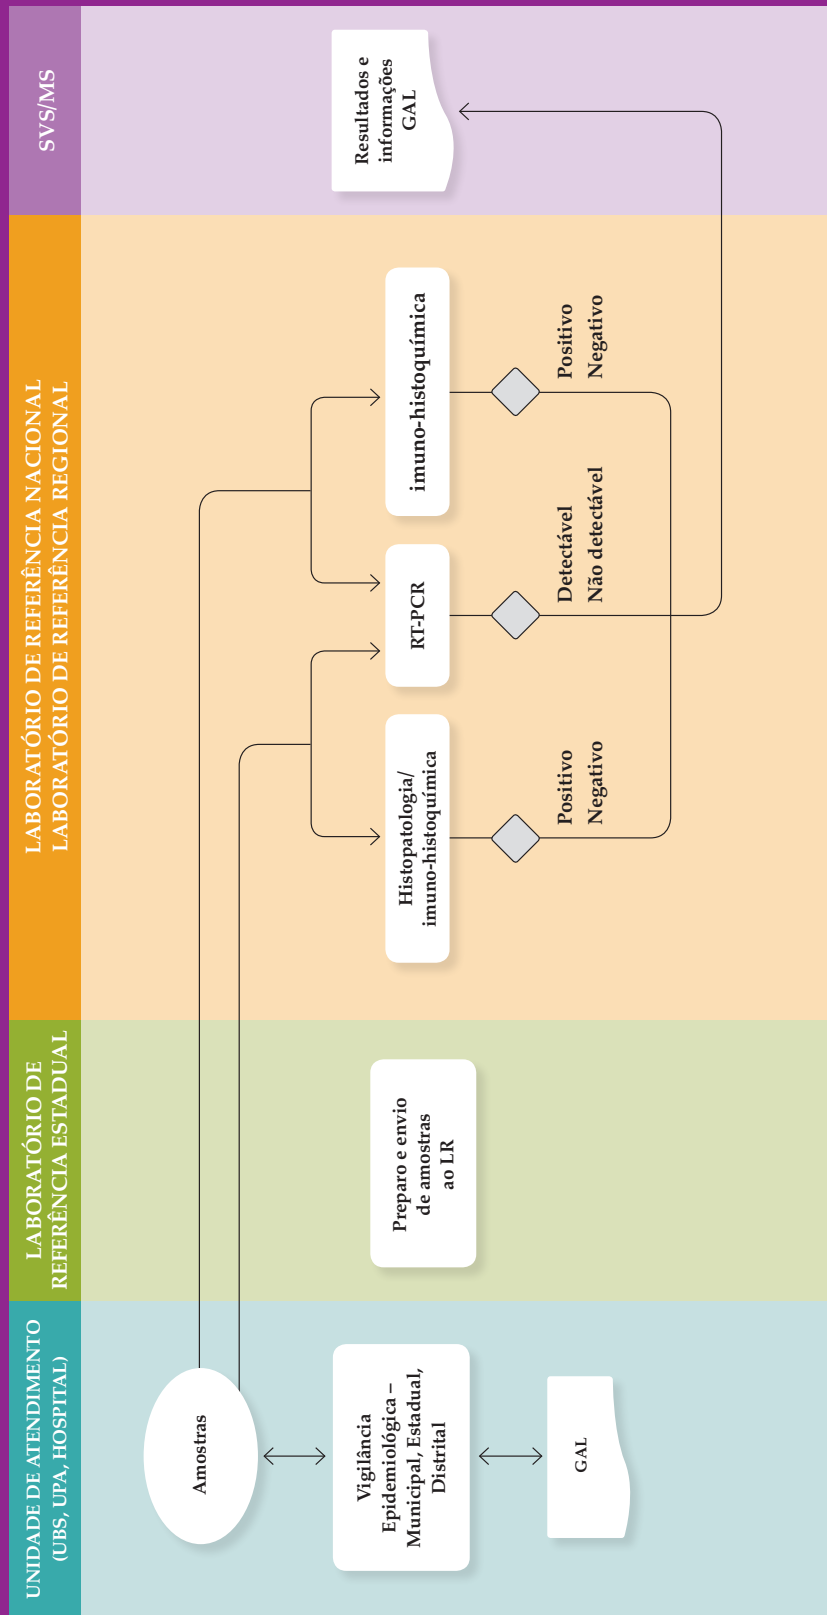 UNIDADE DE ATENDIMENTO
(UBS, UPA, HOSPITAL)
Amostras
Vigilância
Epidemiológica –
Municipal, Estadual,
Distrital
GAL
LABORATÓRIO DE
REFERÊNCIA ESTADUAL
Preparo e envio
de amostras
ao LR
LABORATÓRIO DE REFERÊNCIA NACIONAL
LABORATÓRIO DE REFERÊNCIA REGIONAL
Histopatologia/
imuno-histoquímica
Positivo
Negativo
RT-PCR
Detectável
Não detectável
imuno-histoquímica
Positivo
Negativo
SVS/MS
Resultados e
informações
GAL